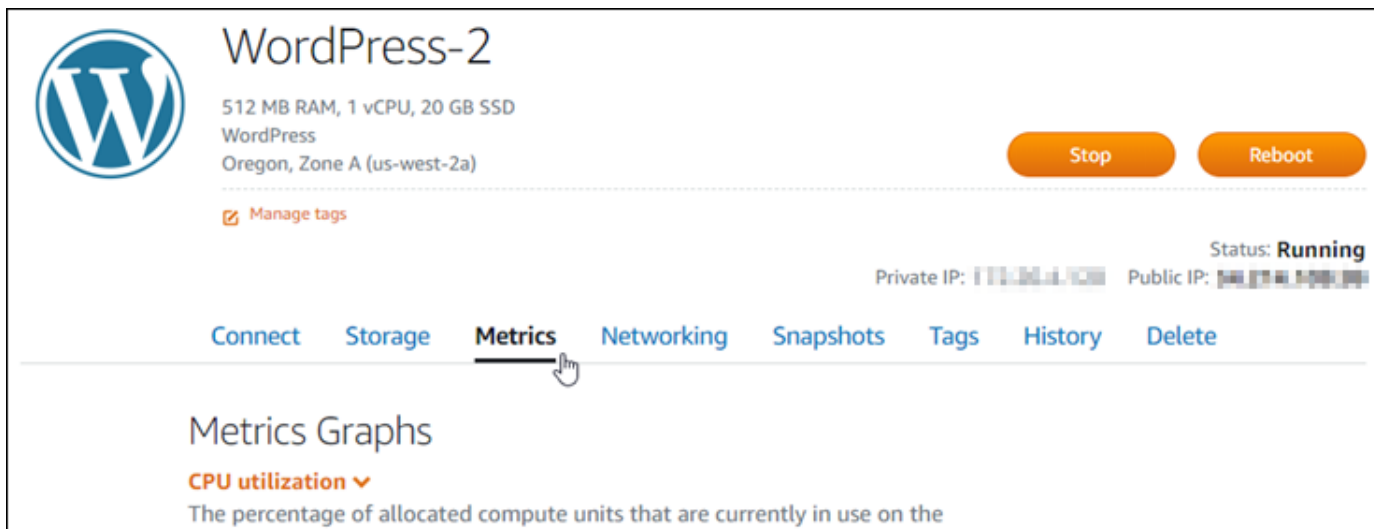 WordPress-2
512 MB RAM, 1 vCPU, 20 GB SSD
WordPress
Oregon, Zone A (us-west-2a)
Stop Reboot
Manage tags
Status: Running
Private IP: Public IP:
Connect Storage Metrics Networking Snapshots Tags History Delete
Metrics Graphs
CPU utilization
The percentage of allocated compute units that are currently in use on the